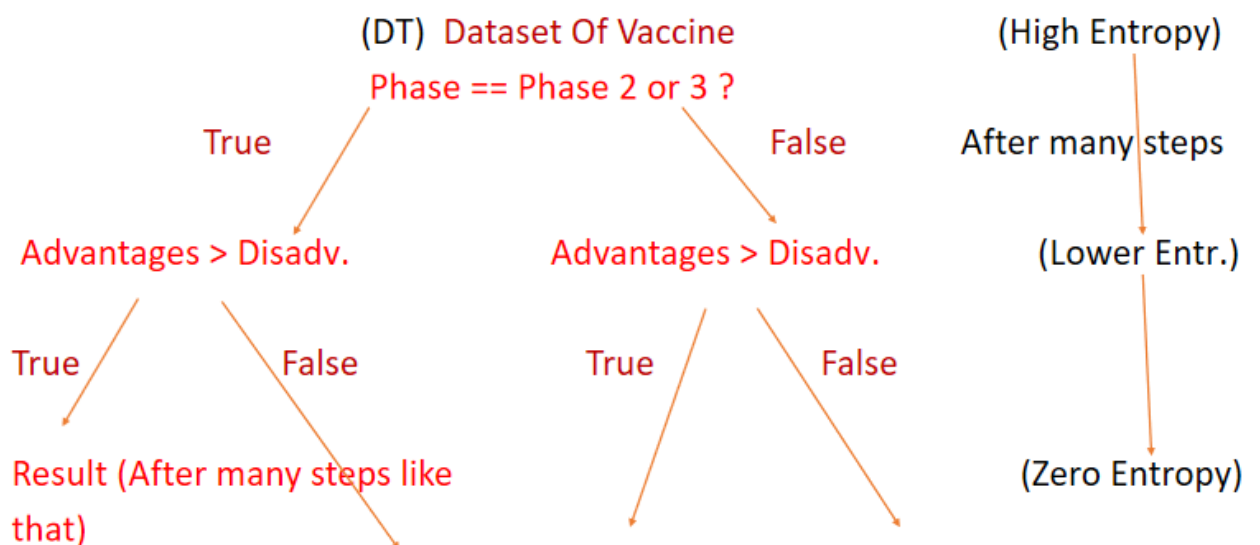 (DT) Dataset Of Vaccine (High Entropy)
Phase == Phase 2 or 3 ?
True False After many steps
Advantages > Disadv. Advantages > Disadv. (Lower Entr.)
True False True False
Result (After many steps like (Zero Entropy)
that)